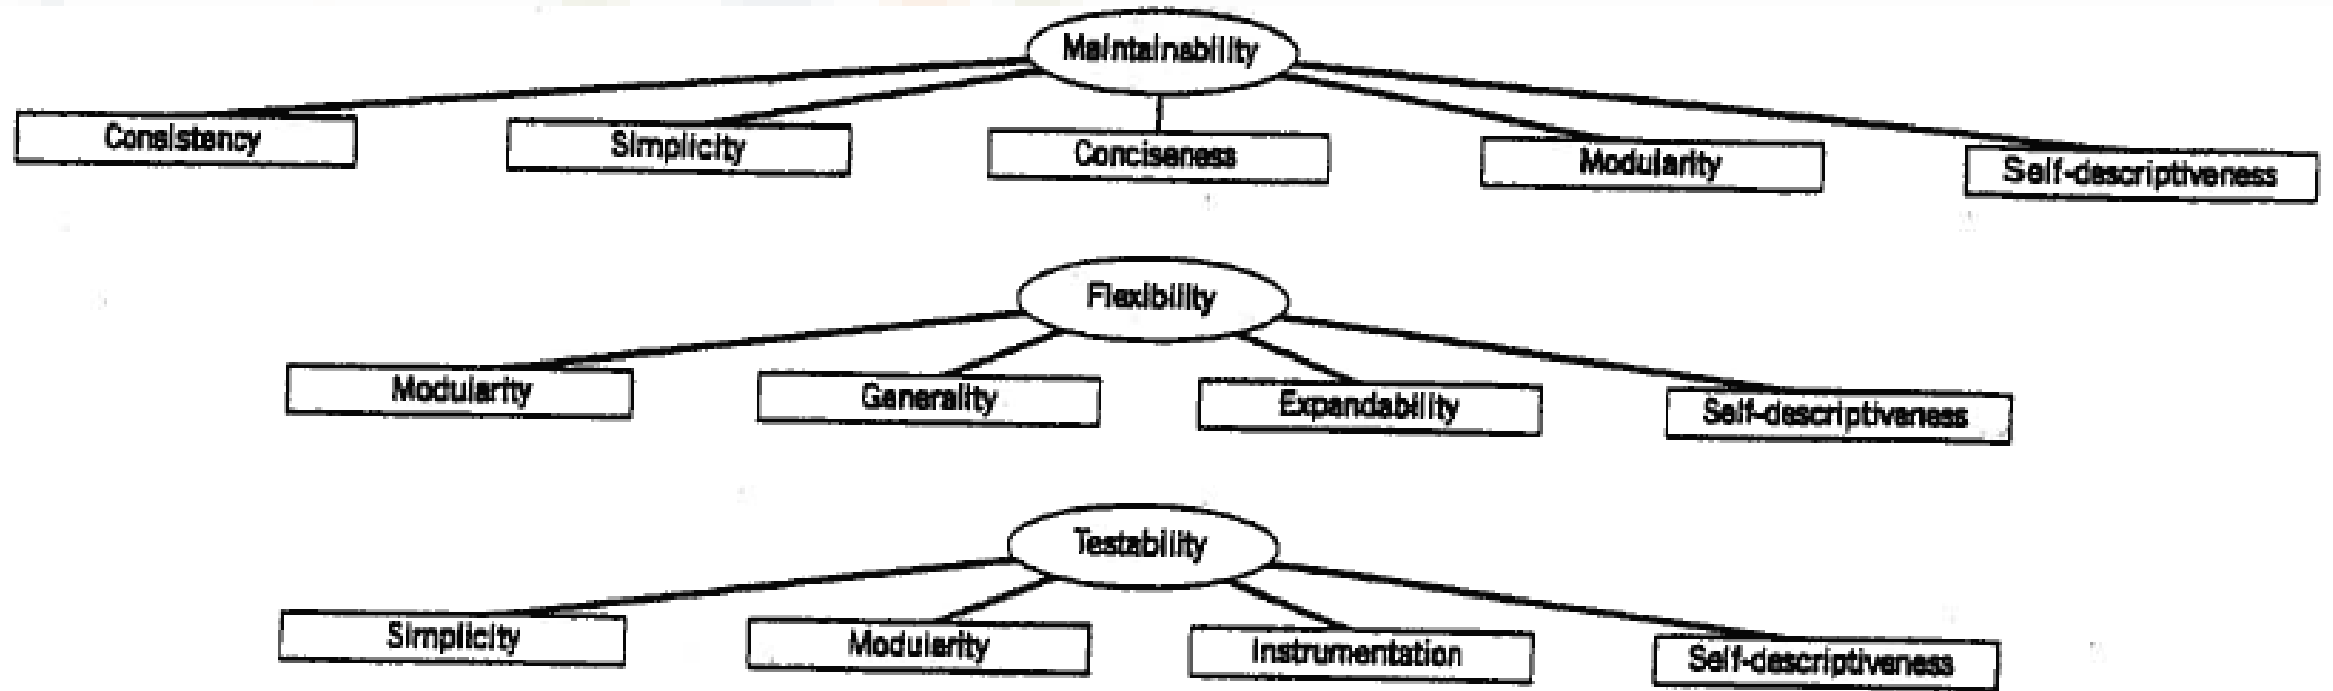 Maintainability
Consistency
Simplicity
Conciseness
Modularity
Self-descriptiveness
Flexibility
Modularity
Generality
Expandability
Self-descriptiveness
Testability
Simplicity
Modularity
Instrumentation
Self-descriptiveness